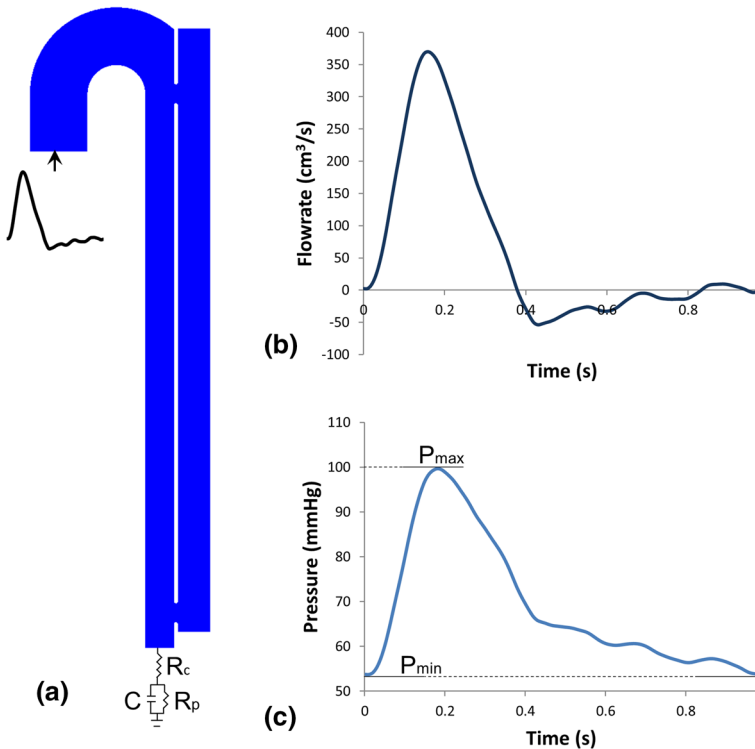 (a)
Rc
C
Rp
(b)
Flowrate (cm³/s)
400
350
300
250
200
150
100
50
0
-50
-100
0
0.2
0.4
0.6
0.8
Time (s)
(c)
Pressure (mmHg)
110
100
90
80
70
60
50
Pmax
Pmin
0
0.2
0.4
0.6
0.8
Time (s)